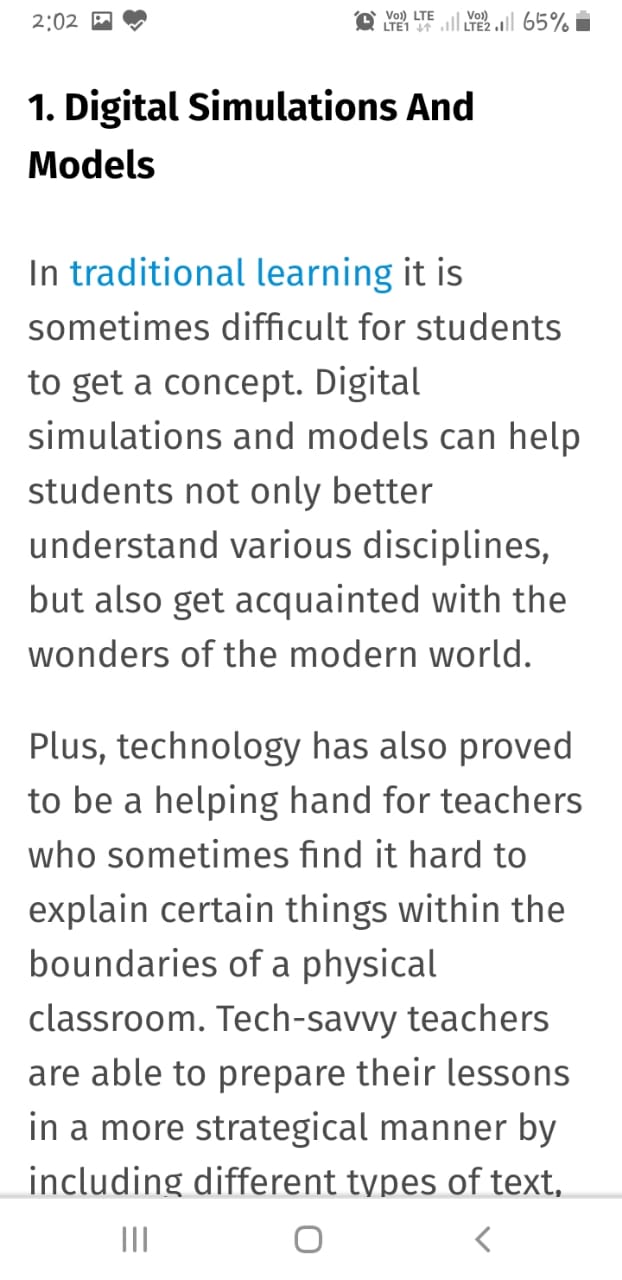 2:02
Vo)) LTE
LTE1
Vo))
LTE2
65%
1. Digital Simulations And
Models
In traditional learning it is
sometimes difficult for students
to get a concept. Digital
simulations and models can help
students not only better
understand various disciplines,
but also get acquainted with the
wonders of the modern world.
Plus, technology has also proved
to be a helping hand for teachers
who sometimes find it hard to
explain certain things within the
boundaries of a physical
classroom. Tech-savvy teachers
are able to prepare their lessons
in a more strategical manner by
including different types of text,